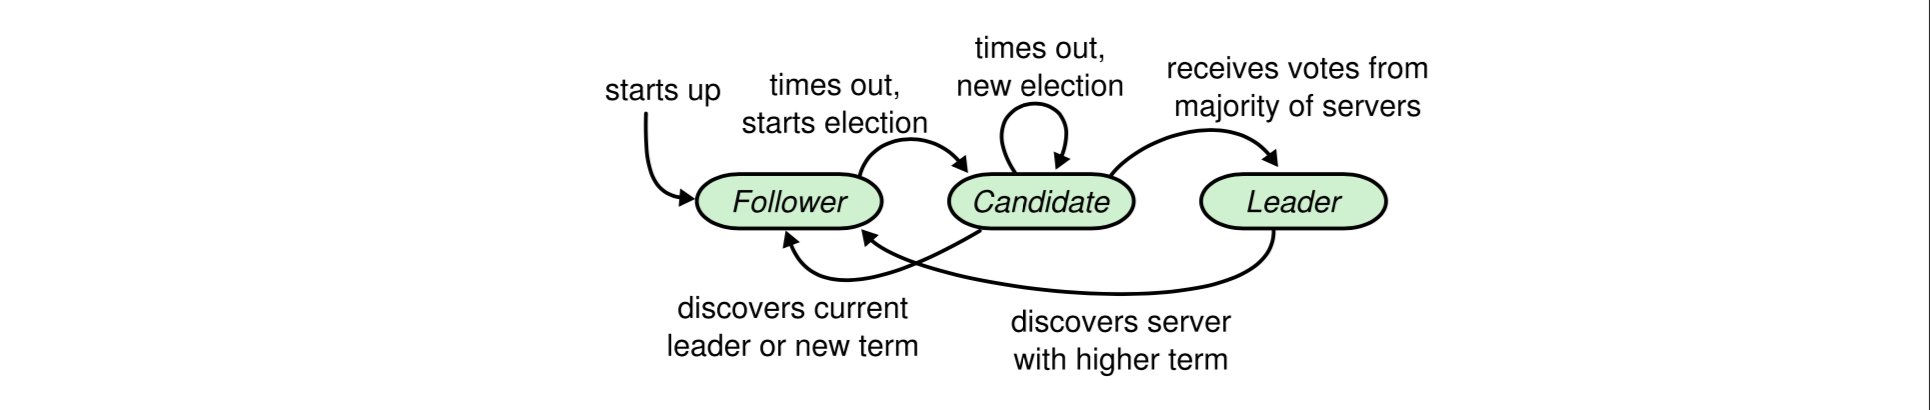 starts up
times out,
starts election
times out,
new election
receives votes from
majority of servers
Follower
Candidate
Leader
discovers current
leader or new term
discovers server
with higher term